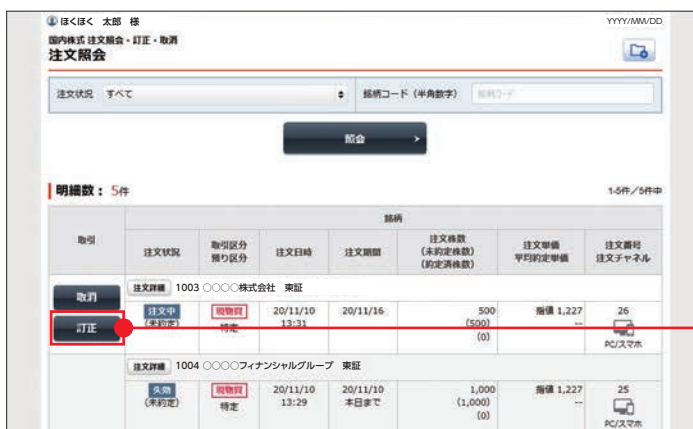 ほくほく 太郎 様 YYYY/MM/DD
国内株式 注文照会・訂正・取消
注文照会
注文状況 すべて 銘柄コード (半角数字) 銘柄コード
照会
明細数： 5件 1-5件/5件中
取引 銘柄
注文状況 取引区分 預り区分 注文日時 注文期間 注文株数 (未約定株数) (約定済株数) 注文単価 平均約定単価 注文番号 注文チャネル
取消 注文詳細 1003 ○○○○株式会社 東証
訂正 注文中 (未約定) 現物買 特定 20/11/10 13:31 20/11/16 500 (500) (0) 指値 1,227 -- 26 PC/スマホ
注文詳細 1004 ○○○○フィナンシャルグループ 東証
失効 (未約定) 現物買 特定 20/11/10 13:29 20/11/10 本日まで 1,000 (1,000) (0) 指値 1,227 -- 25 PC/スマホ